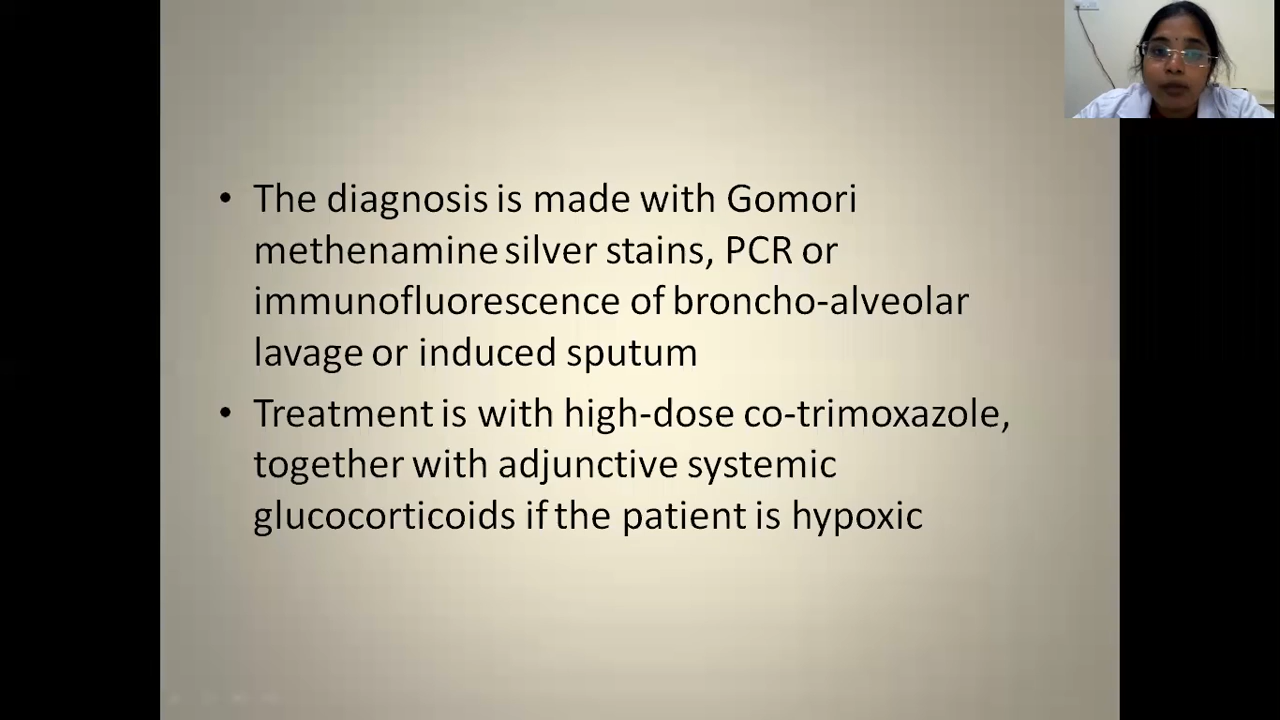 • The diagnosis is made with Gomori
methenamine silver stains, PCR or
immunofluorescence of broncho-alveolar
lavage or induced sputum
• Treatment is with high-dose co-trimoxazole,
together with adjunctive systemic
glucocorticoids if the patient is hypoxic